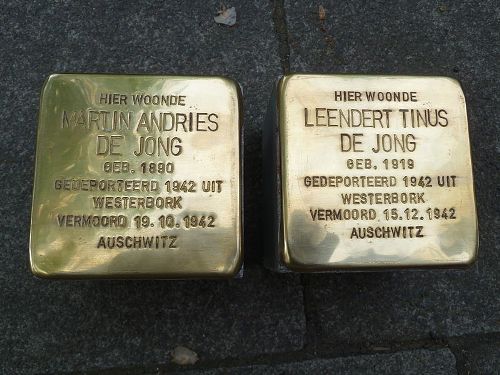 HIER WOONDE
MARTIN ANDRIES
DE JONG
GEB. 1890
GEDEPORTEERD 1942 UIT
WESTERBORK
VERMOORD 19.10.1942
AUSCHWITZ
HIER WOONDE
LEENDERT TINUS
DE JONG
GEB. 1919
GEDEPORTEERD 1942 UIT
WESTERBORK
VERMOORD 15.12.1942
AUSCHWITZ